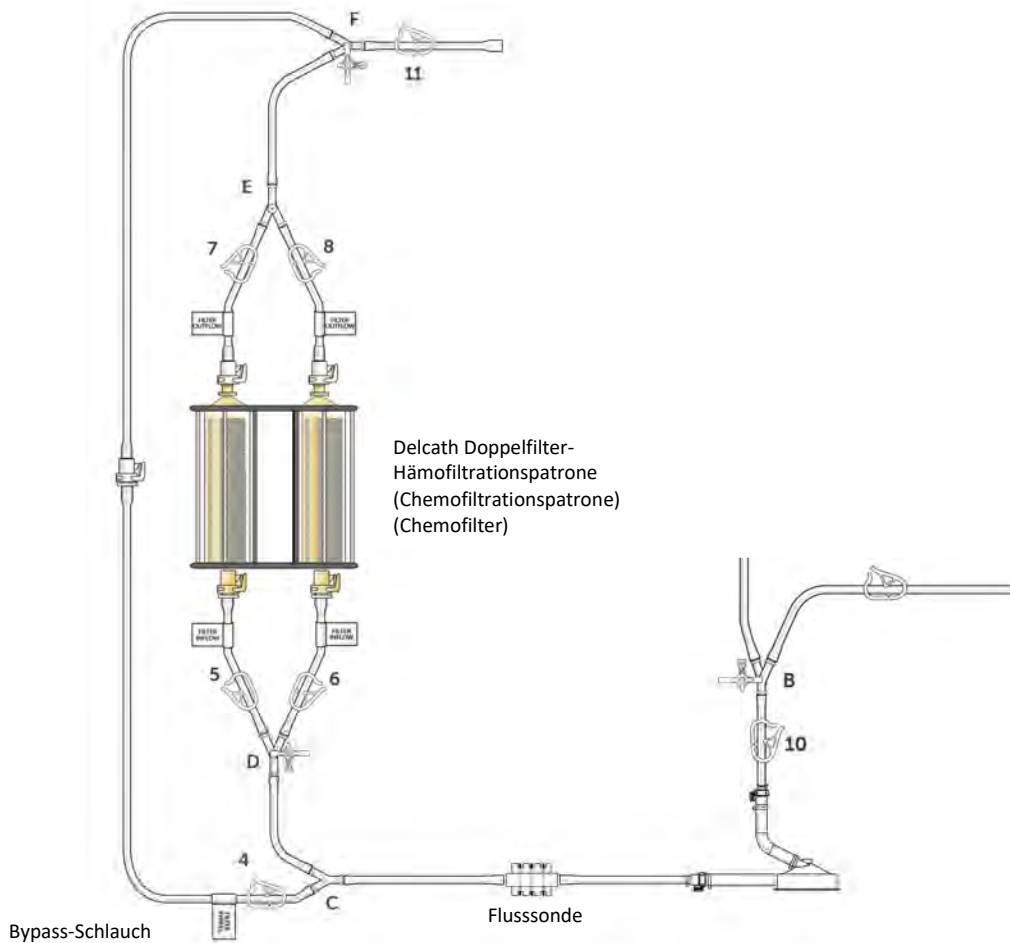 F
11
E
7
8
FILTER
OUTFLOW
FILTER
OUTFLOW
Delcath Doppelfilter-
Hämofiltrationspatrone
(Chemofiltrationspatrone)
(Chemofilter)
FILTER
INFLOW
FILTER
INFLOW
5
6
B
10
D
4
C
Flusssonde
Bypass-Schlauch